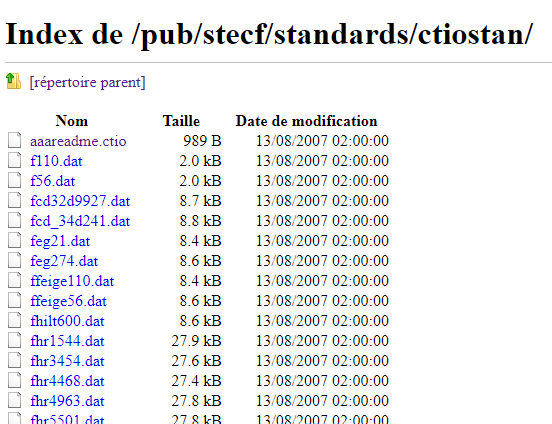 Index de /pub/stecf/standards/ctiostan/
[répertoire parent]
Nom Taille Date de modification
aaareadme.ctio 989 B 13/08/2007 02:00:00
f110.dat 2.0 kB 13/08/2007 02:00:00
f56.dat 2.0 kB 13/08/2007 02:00:00
fcd32d9927.dat 8.7 kB 13/08/2007 02:00:00
fcd_34d241.dat 8.8 kB 13/08/2007 02:00:00
feg21.dat 8.4 kB 13/08/2007 02:00:00
feg274.dat 8.6 kB 13/08/2007 02:00:00
ffeige110.dat 8.4 kB 13/08/2007 02:00:00
ffeige56.dat 8.6 kB 13/08/2007 02:00:00
fhilt600.dat 8.6 kB 13/08/2007 02:00:00
fhr1544.dat 27.9 kB 13/08/2007 02:00:00
fhr3454.dat 27.6 kB 13/08/2007 02:00:00
fhr4468.dat 27.4 kB 13/08/2007 02:00:00
fhr4963.dat 27.8 kB 13/08/2007 02:00:00
fhr5501.dat 27.8 kB 13/08/2007 02:00:00